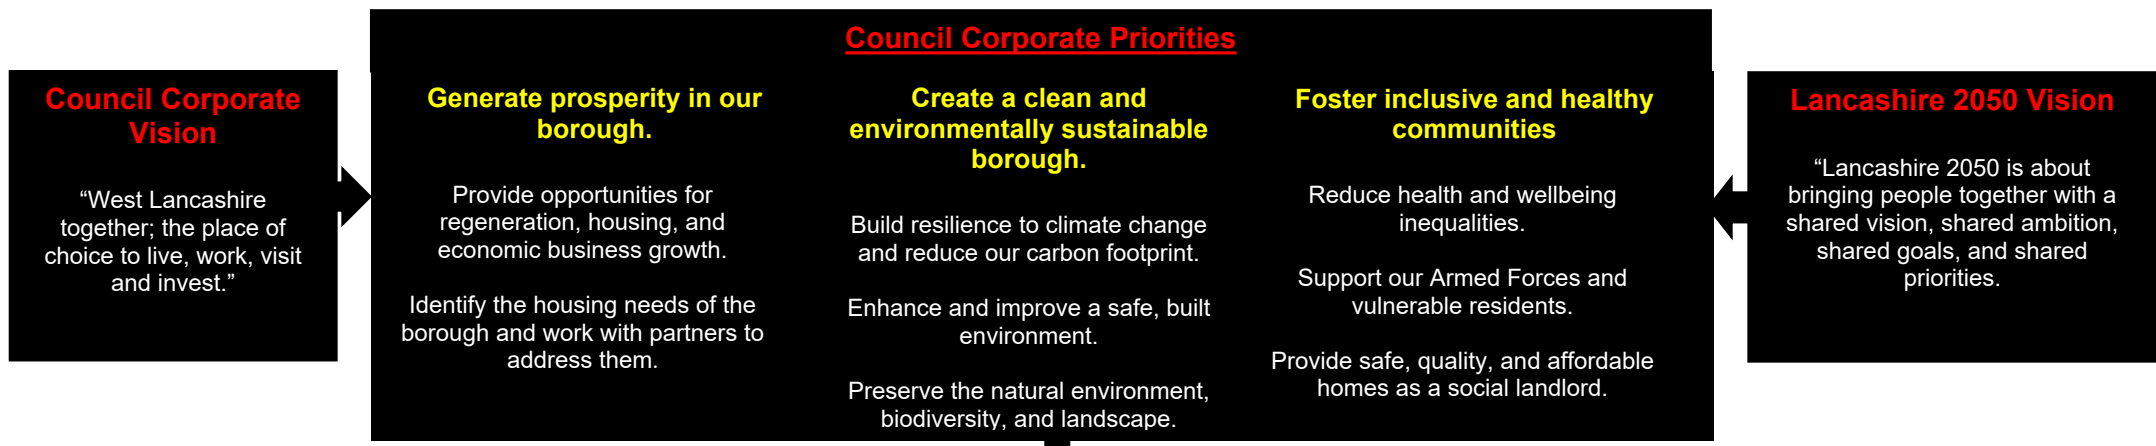 Council Corporate Priorities
Council Corporate
Vision
“West Lancashire
together; the place of
choice to live, work, visit
and invest.”
Generate prosperity in our
borough.
Provide opportunities for
regeneration, housing, and
economic business growth.
Identify the housing needs of the
borough and work with partners to
address them.
Create a clean and
environmentally sustainable
borough.
Build resilience to climate change
and reduce our carbon footprint.
Enhance and improve a safe, built
environment.
Preserve the natural environment,
biodiversity, and landscape.
Foster inclusive and healthy
communities
Reduce health and wellbeing
inequalities.
Support our Armed Forces and
vulnerable residents.
Provide safe, quality, and affordable
homes as a social landlord.
Lancashire 2050 Vision
“Lancashire 2050 is about
bringing people together with a
shared vision, shared ambition,
shared goals, and shared
priorities.